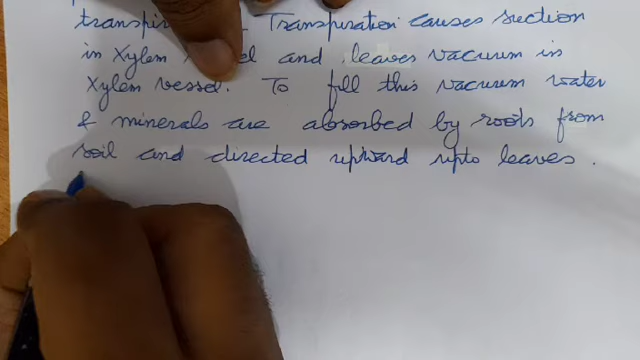 Transpiration causes suction
in Xylem and leaves vacuum in
Xylem vessel. To fill this vacuum water
& minerals are absorbed by roots from
soil and directed upward upto leaves.